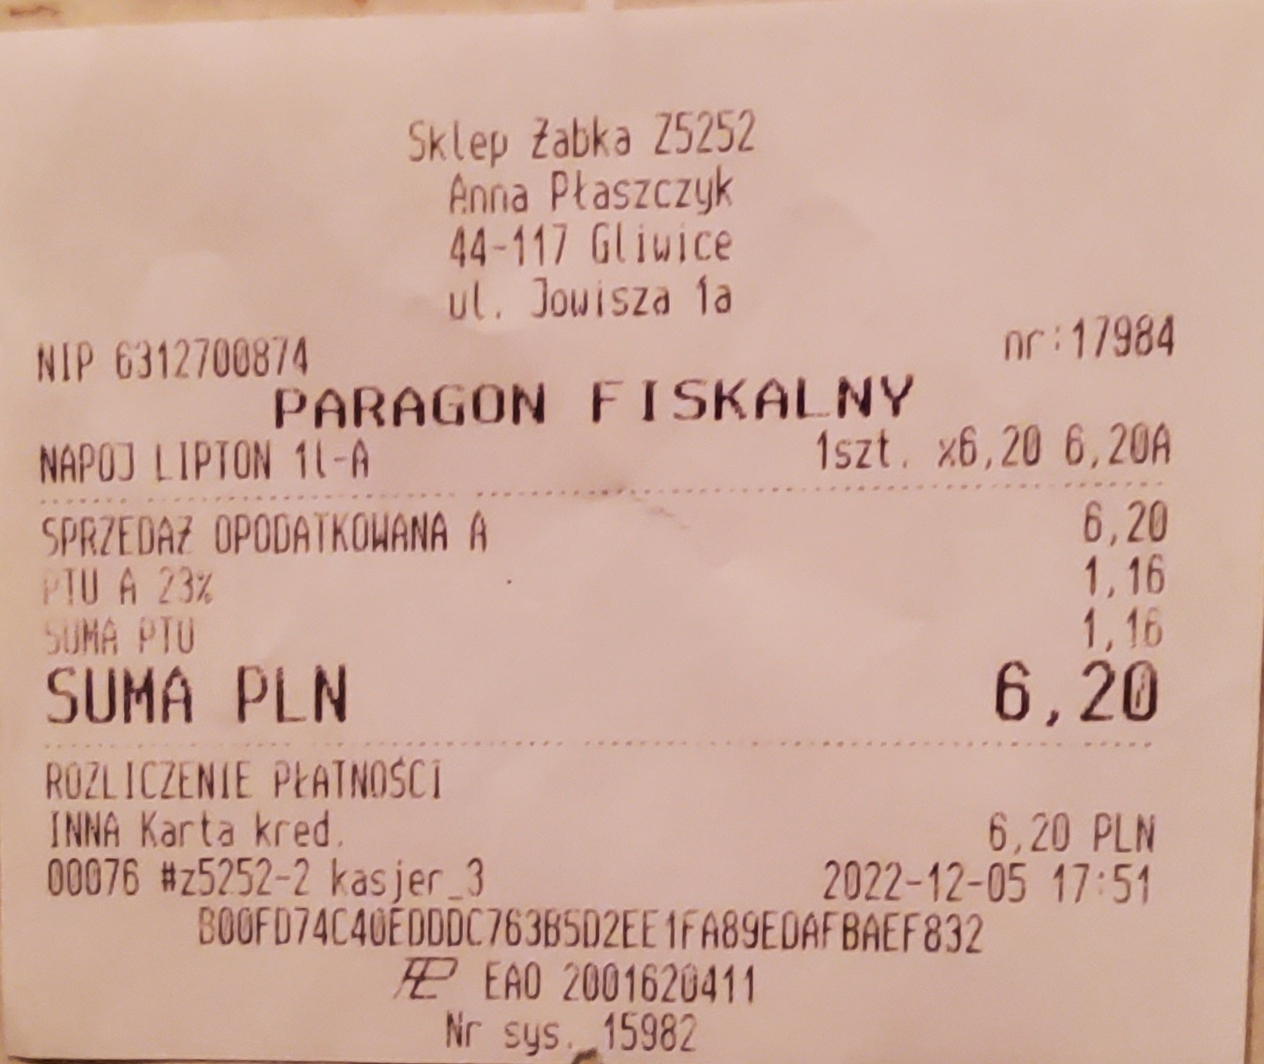 Sklep Żabka Z5252
Anna Płaszczyk
44-117 Gliwice
ul. Jowisza 1a
NIP 6312700874 nr:17984
PARAGON FISKALNY
NAPOJ LIPTON 1l-A 1szt. x6,20 6,20A
SPRZEDAŻ OPODATKOWANA A 6,20
PTU A 23% 1,16
SUMA PTU 1,16
SUMA PLN 6,20
ROZLICZENIE PŁATNOŚCI
INNA Karta kred. 6,20 PLN
00076 #z5252-2 kasjer_3 2022-12-05 17:51
B00FD74C40EDDDC763B5D2EE1FA89EDAFBAEF832
EAO 2001620411
Nr sys. 15982